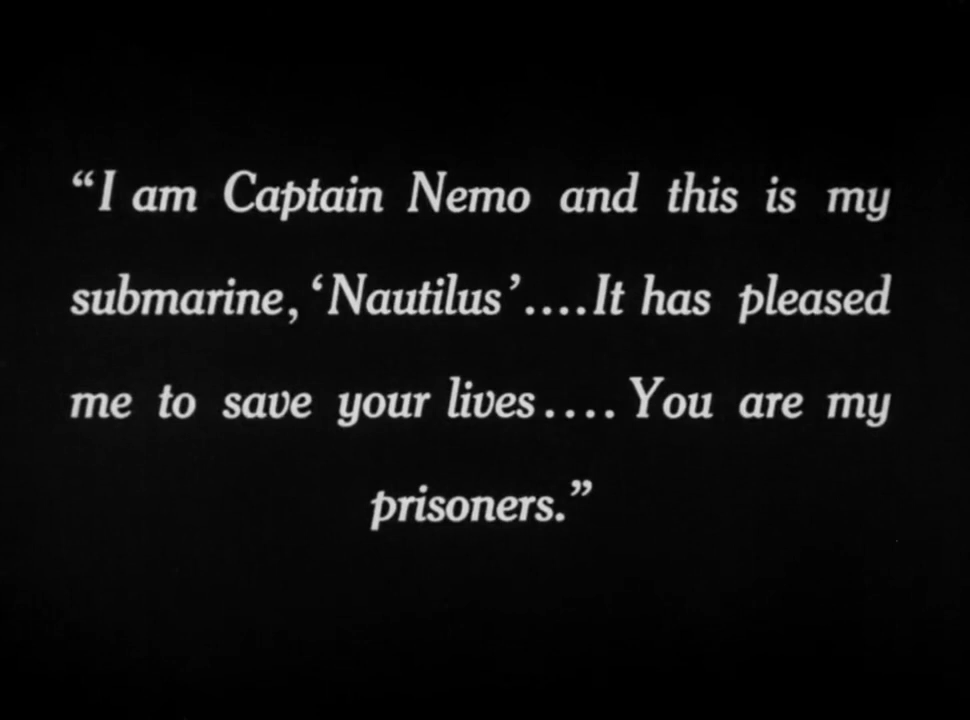 “I am Captain Nemo and this is my
submarine, ‘Nautilus’....It has pleased
me to save your lives.... You are my
prisoners.”